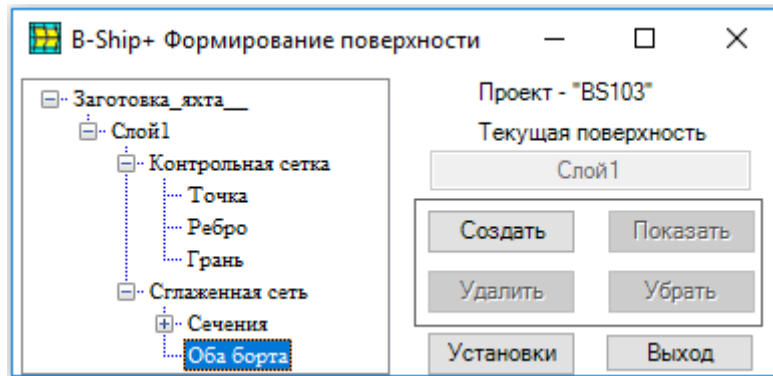 B-Ship+ Формирование поверхности
Заготовка_яхта__
Слой1
Контрольная сетка
Точка
Ребро
Грань
Сглаженная сеть
Сечения
Оба борта
Проект - "BS103"
Текущая поверхность
Слой1
Создать Показать
Удалить Убрать
Установки Выход